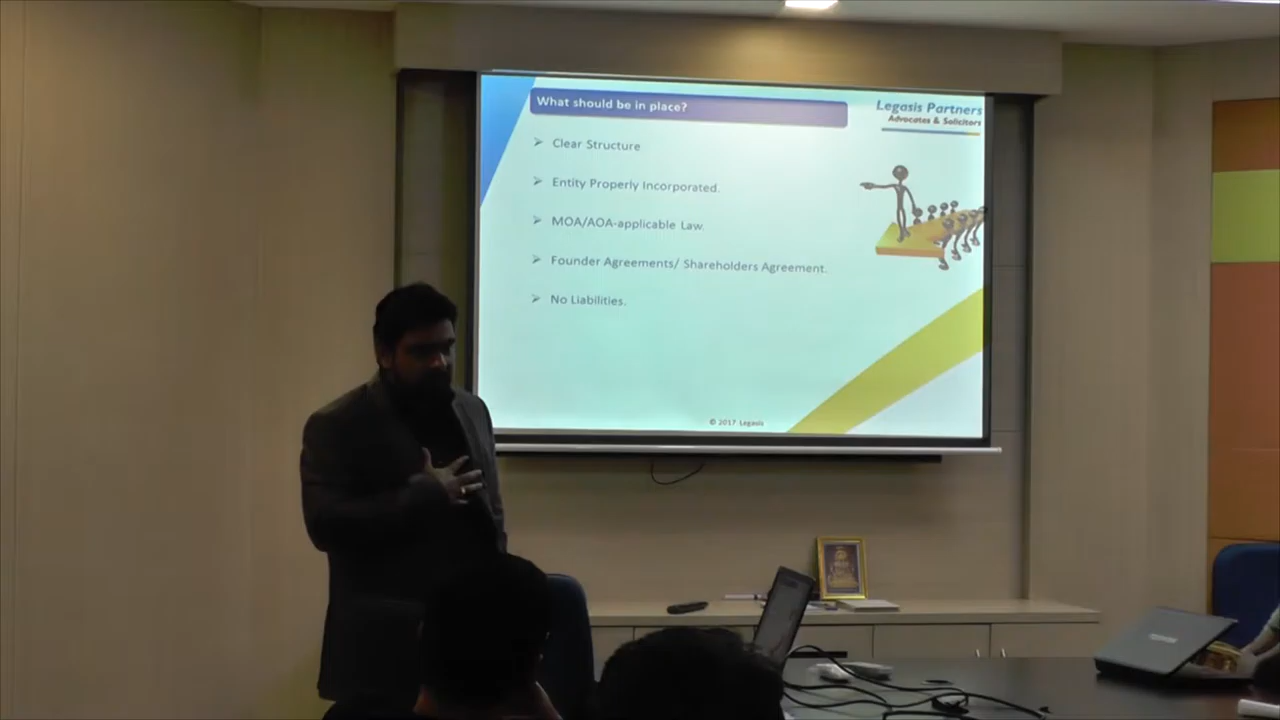 What should be in place?
Legasis Partners
Advocates & Solicitors
➢ Clear Structure
➢ Entity Properly Incorporated.
➢ MOA/AOA-applicable Law.
➢ Founder Agreements/ Shareholders Agreement.
➢ No Liabilities.
© 2017 Legasis